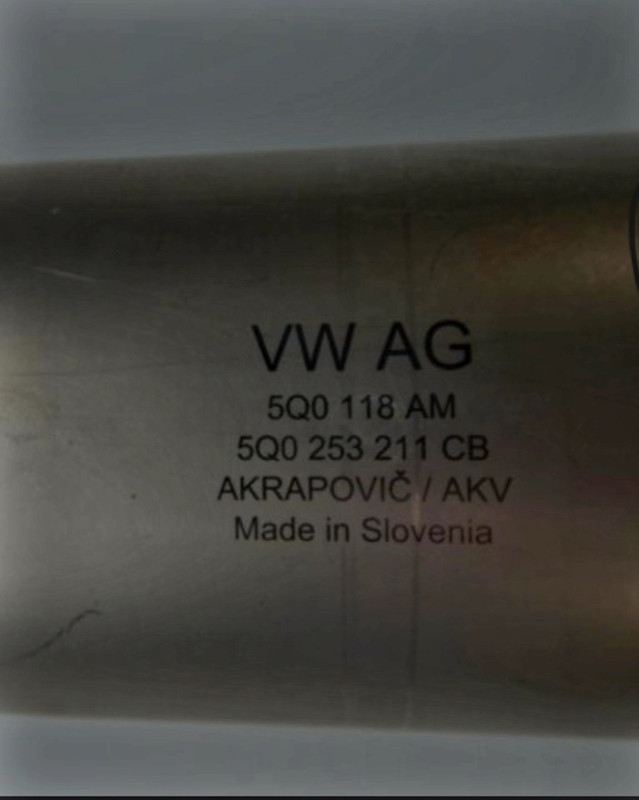 VW AG
5Q0 118 AM
5Q0 253 211 CB
AKRAPOVIČ / AKV
Made in Slovenia